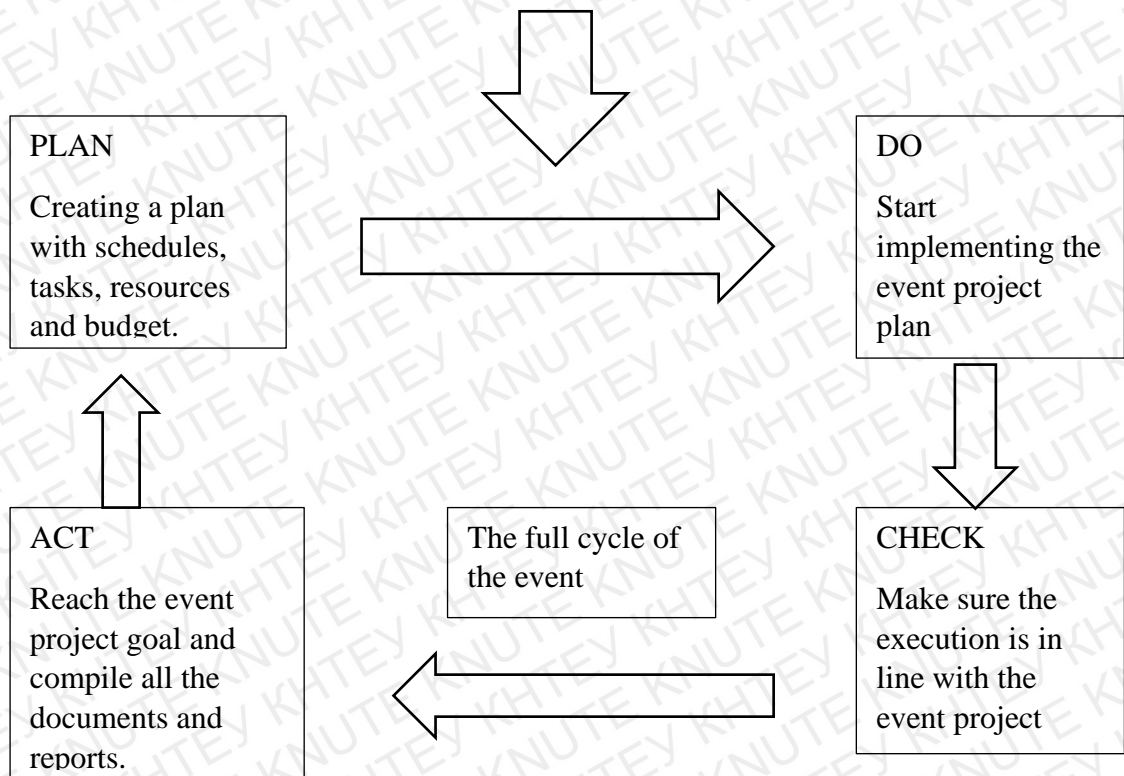 PLAN
Creating a plan
with schedules,
tasks, resources
and budget.
DO
Start
implementing the
event project
plan
ACT
Reach the event
project goal and
compile all the
documents and
reports.
The full cycle of
the event
CHECK
Make sure the
execution is in
line with the
event project